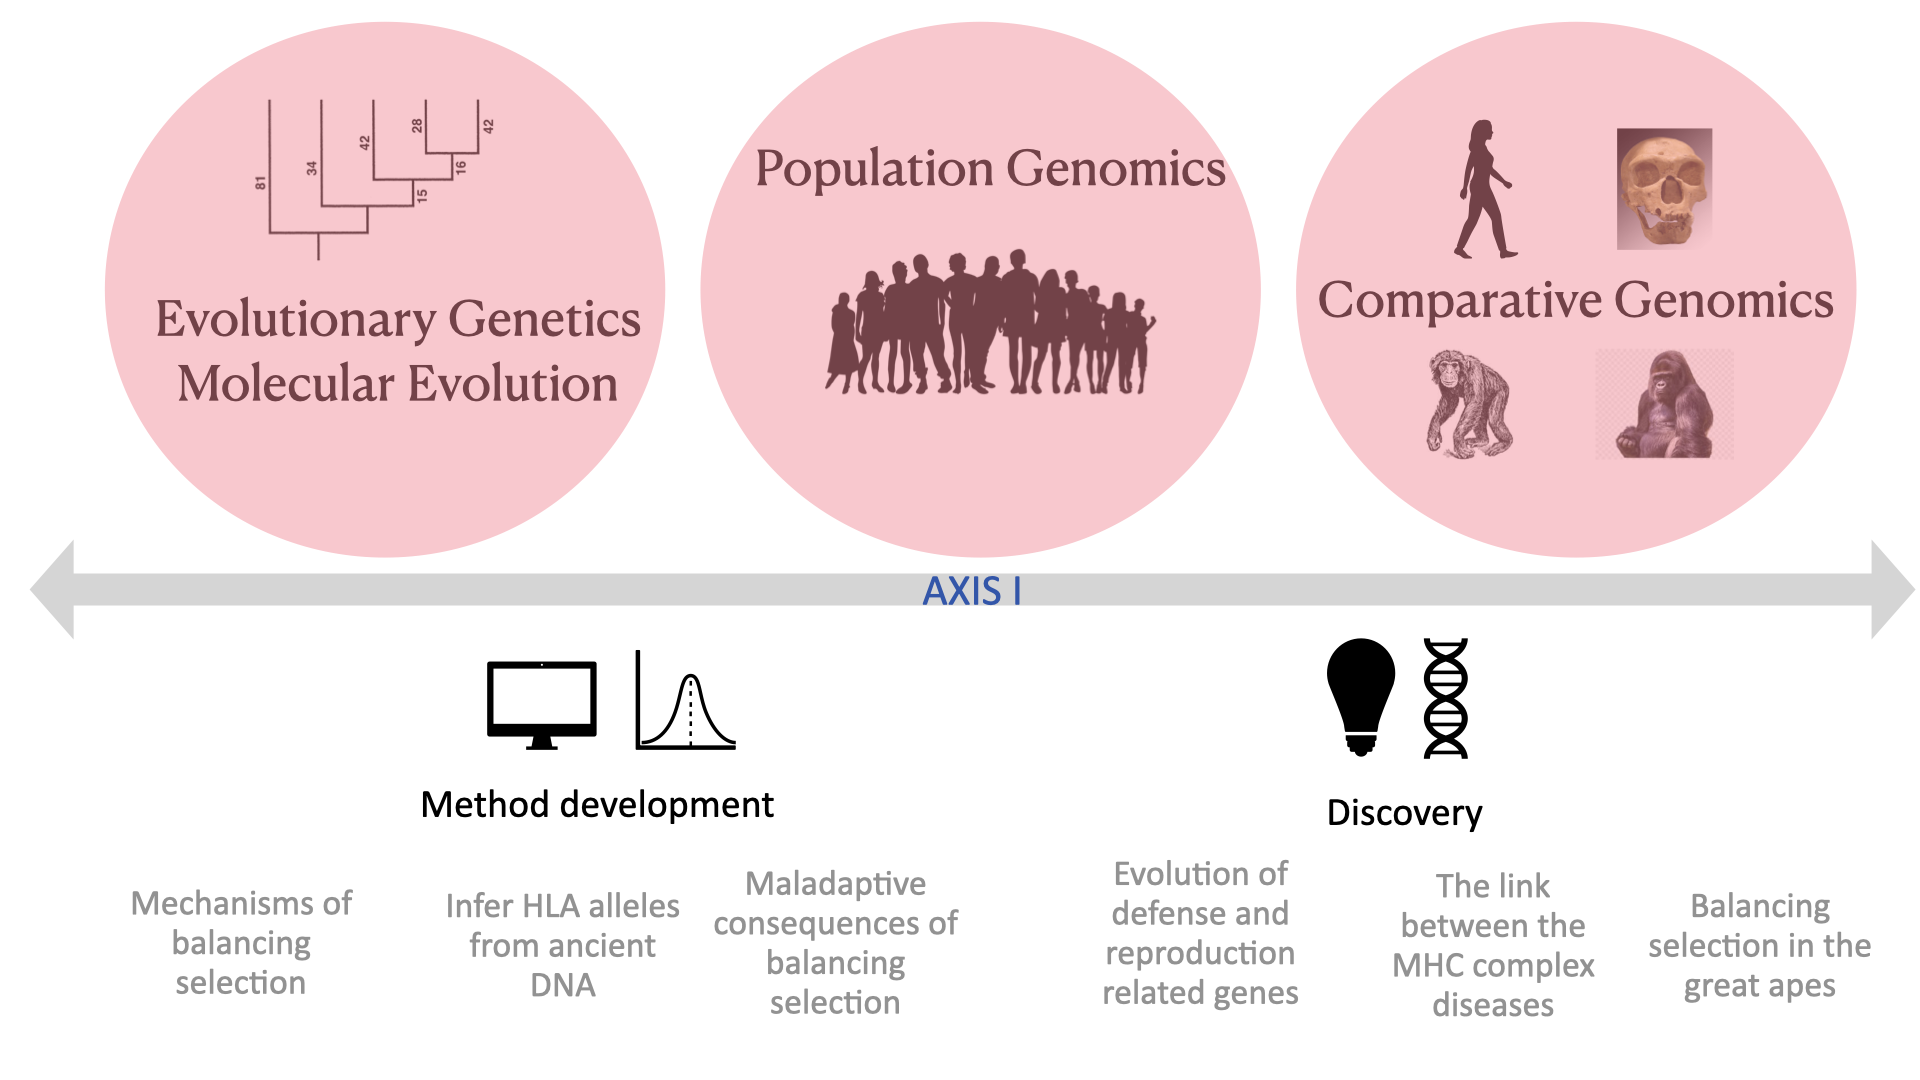 81
34
42
28
42
16
15
Evolutionary Genetics
Molecular Evolution
Population Genomics
Comparative Genomics
AXIS I
Method development
Discovery
Mechanisms of
balancing
selection
Infer HLA alleles
from ancient
DNA
Maladaptive
consequences of
balancing
selection
Evolution of
defense and
reproduction
related genes
The link
between the
MHC complex
diseases
Balancing
selection in the
great apes